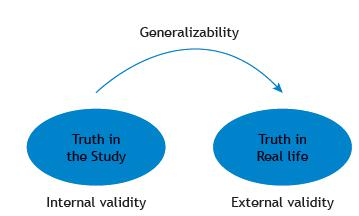 Generalizability
Truth in
the Study
Truth in
Real life
Internal validity
External validity